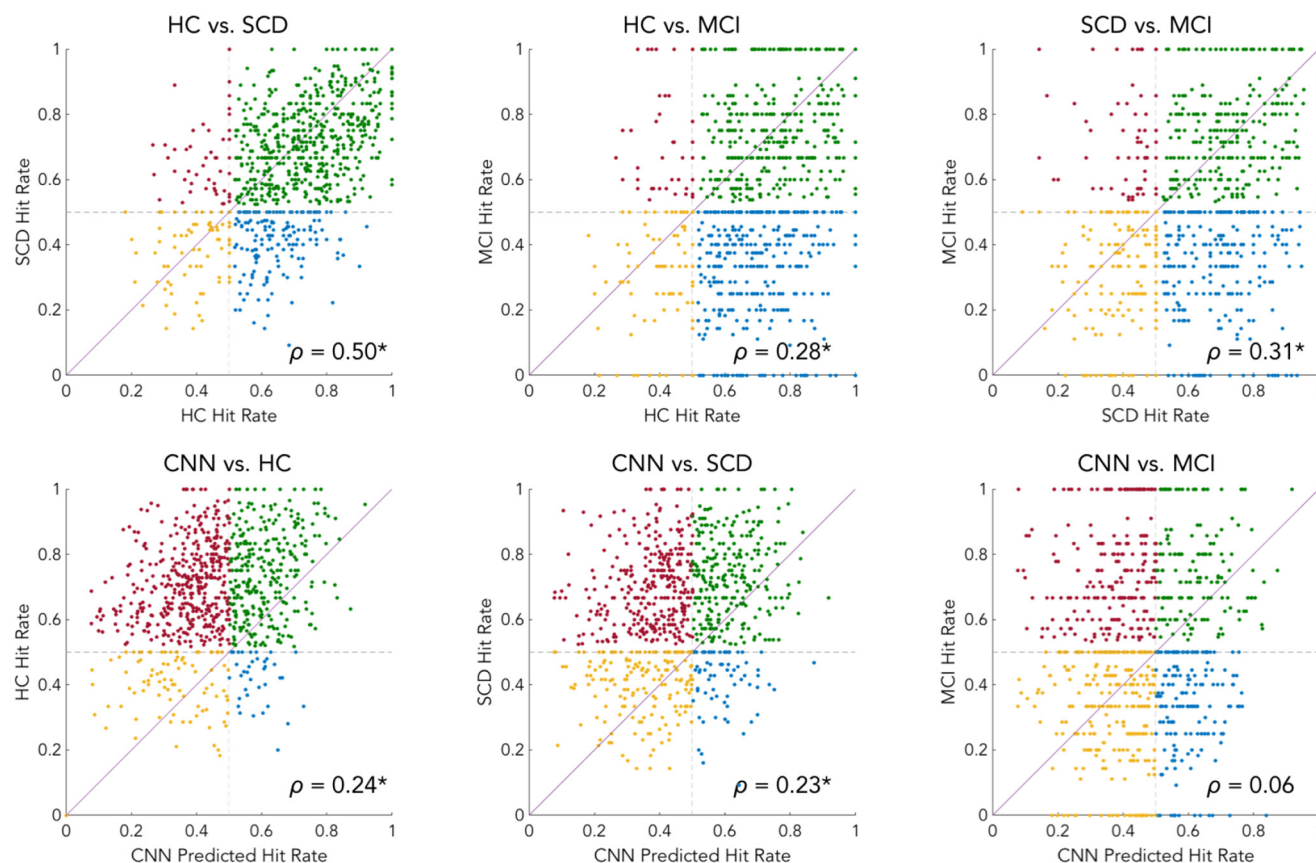 HC vs. SCD
HC vs. MCI
SCD vs. MCI
1
0.8
0.6
0.4
0.2
0
SCD Hit Rate
0
0.2
0.4
0.6
0.8
1
HC Hit Rate
ρ = 0.50*
1
0.8
0.6
0.4
0.2
0
MCI Hit Rate
0
0.2
0.4
0.6
0.8
1
HC Hit Rate
ρ = 0.28*
1
0.8
0.6
0.4
0.2
0
MCI Hit Rate
0
0.2
0.4
0.6
0.8
SCD Hit Rate
ρ = 0.31*
CNN vs. HC
CNN vs. SCD
CNN vs. MCI
1
0.8
0.6
0.4
0.2
0
HC Hit Rate
0
0.2
0.4
0.6
0.8
1
CNN Predicted Hit Rate
ρ = 0.24*
1
0.8
0.6
0.4
0.2
0
SCD Hit Rate
0
0.2
0.4
0.6
0.8
1
CNN Predicted Hit Rate
ρ = 0.23*
1
0.8
0.6
0.4
0.2
0
MCI Hit Rate
0
0.2
0.4
0.6
0.8
CNN Predicted Hit Rate
ρ = 0.06